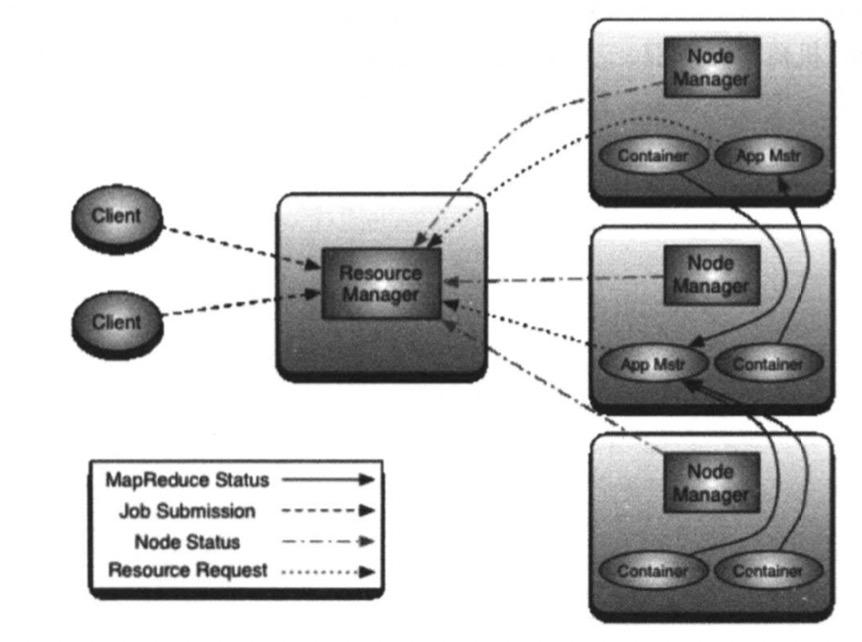 Node
Manager
Container
App Mstr
Client
Resource
Manager
Node
Manager
Client
App Mstr
Container
MapReduce Status
Job Submission
Node Status
Resource Request
Node
Manager
Container
Container